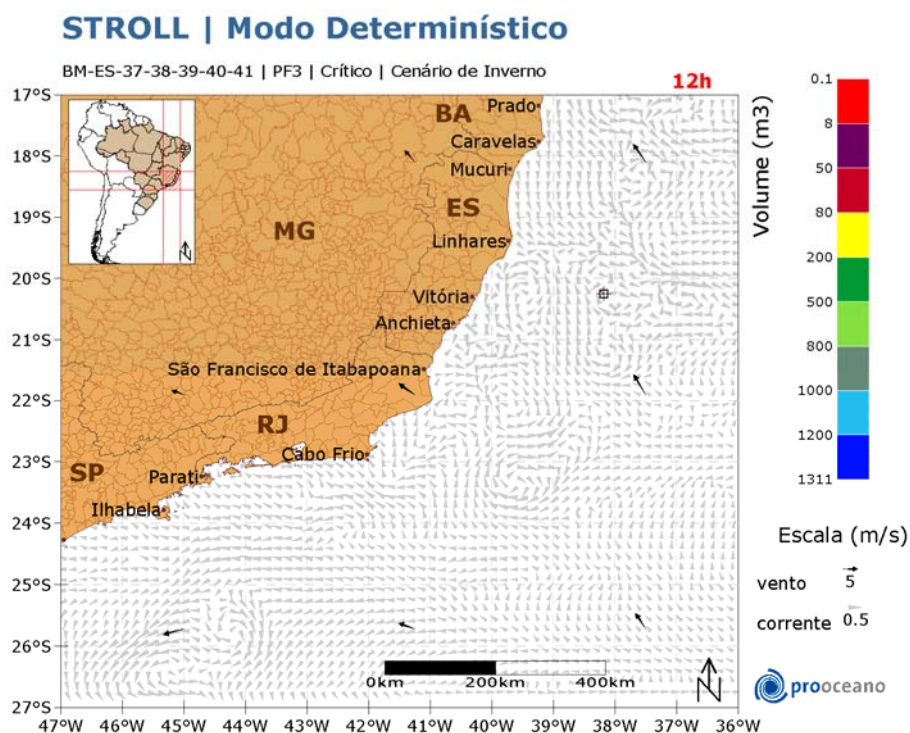 STROLL | Modo Determinístico
BM-ES-37-38-39-40-41 | PF3 | Crítico | Cenário de Inverno
12h
17°S
18°S
19°S
20°S
21°S
22°S
23°S
24°S
25°S
26°S
27°S
BA
Prado
Caravelas
Mucuri
ES
MG
Linhares
Vitória
Anchieta
São Francisco de Itabapoana
RJ
Cabo Frio
SP
Parati
Ilhabela
N
0km 200km 400km
N
47°W 46°W 45°W 44°W 43°W 42°W 41°W 40°W 39°W 38°W 37°W 36°W
Volume (m3)
0.1
8
50
80
200
500
800
1000
1200
1311
Escala (m/s)
vento 5
corrente 0.5
prooceano